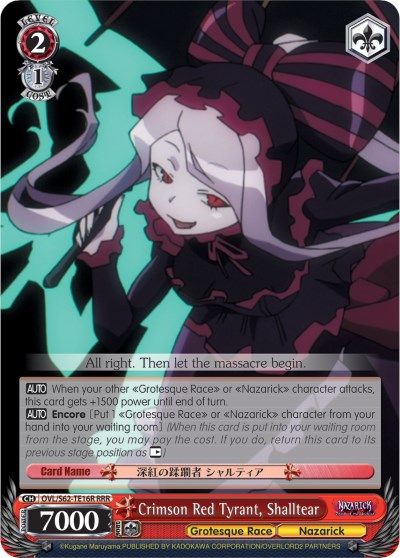 LEVEL
2
1
COST
All right. Then let the massacre begin.
AUTO When your other «Grotesque Race» or «Nazarick» character attacks,
this card gets +1500 power until end of turn.
AUTO Encore [Put 1 «Grotesque Race» or «Nazarick» character from your
hand into your waiting room] (When this card is put into your waiting
room from the stage, you may pay the cost. If you do, return this card to its
previous stage position as
Card Name 深紅の蹂躙者 シャルティア
CH OVL/S62-TE16R RRR
POWER 7000
Crimson Red Tyrant, Shalltear
NAZARICK
Grotesque Race Nazarick
©Kugane Maruyama,PUBLISHED BY KADOKAWA CORPORATION/OVERLORD2 PARTNERS